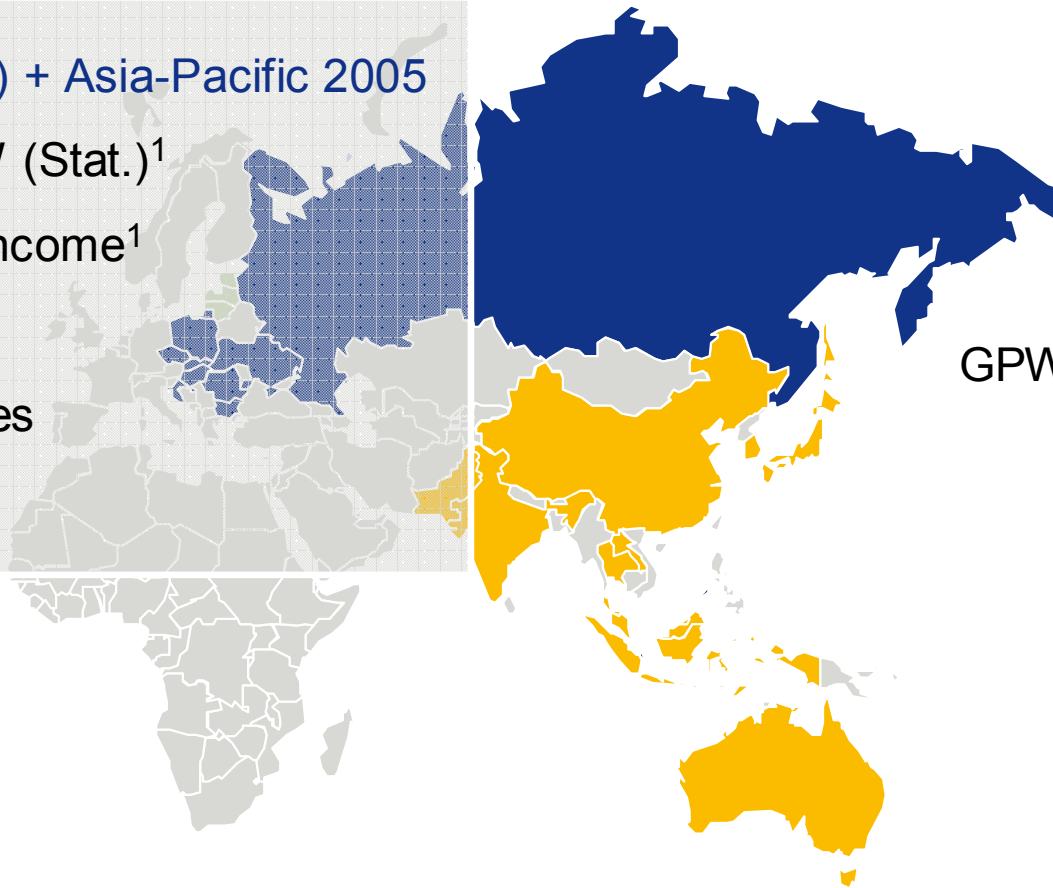 ) + Asia-Pacific 2005
(Stat.)¹
ncome¹
GPW
es